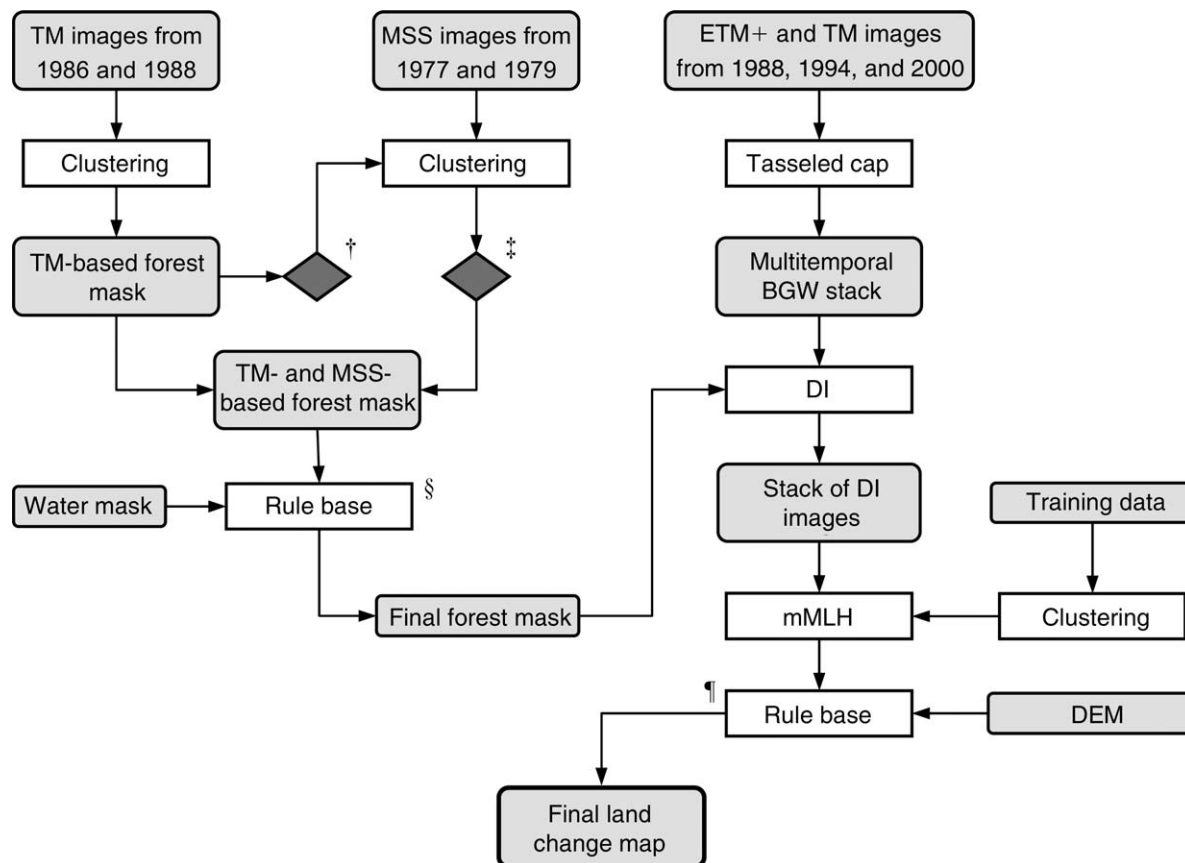 TM images from
1986 and 1988
MSS images from
1977 and 1979
ETM+ and TM images
from 1988, 1994, and 2000
Clustering
Clustering
Tasseled cap
TM-based forest
mask
†
‡
Multitemporal
BGW stack
TM- and MSS-
based forest mask
DI
Water mask
Rule base
§
Stack of DI
images
Training data
Final forest mask
mMLH
Clustering
¶
Rule base
DEM
Final land
change map